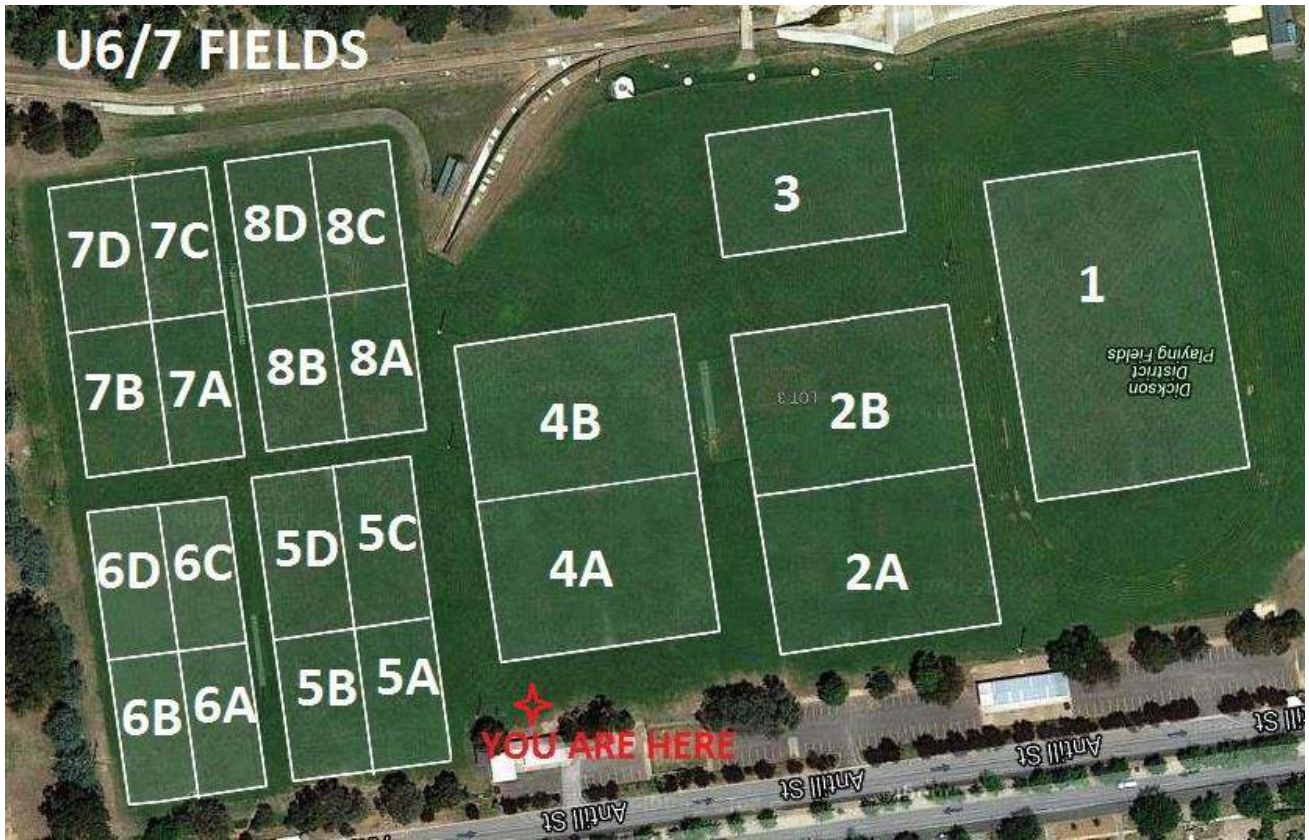 U6/7 FIELDS
7D
7C
8D
8C
3
1
7B
7A
8B
8A
4B
2B
LOT 3
Dickson
District
Playing Fields
6D
6C
5D
5C
4A
2A
6B
6A
5B
5A
YOU ARE HERE
Antill St
Antill St
Antill St